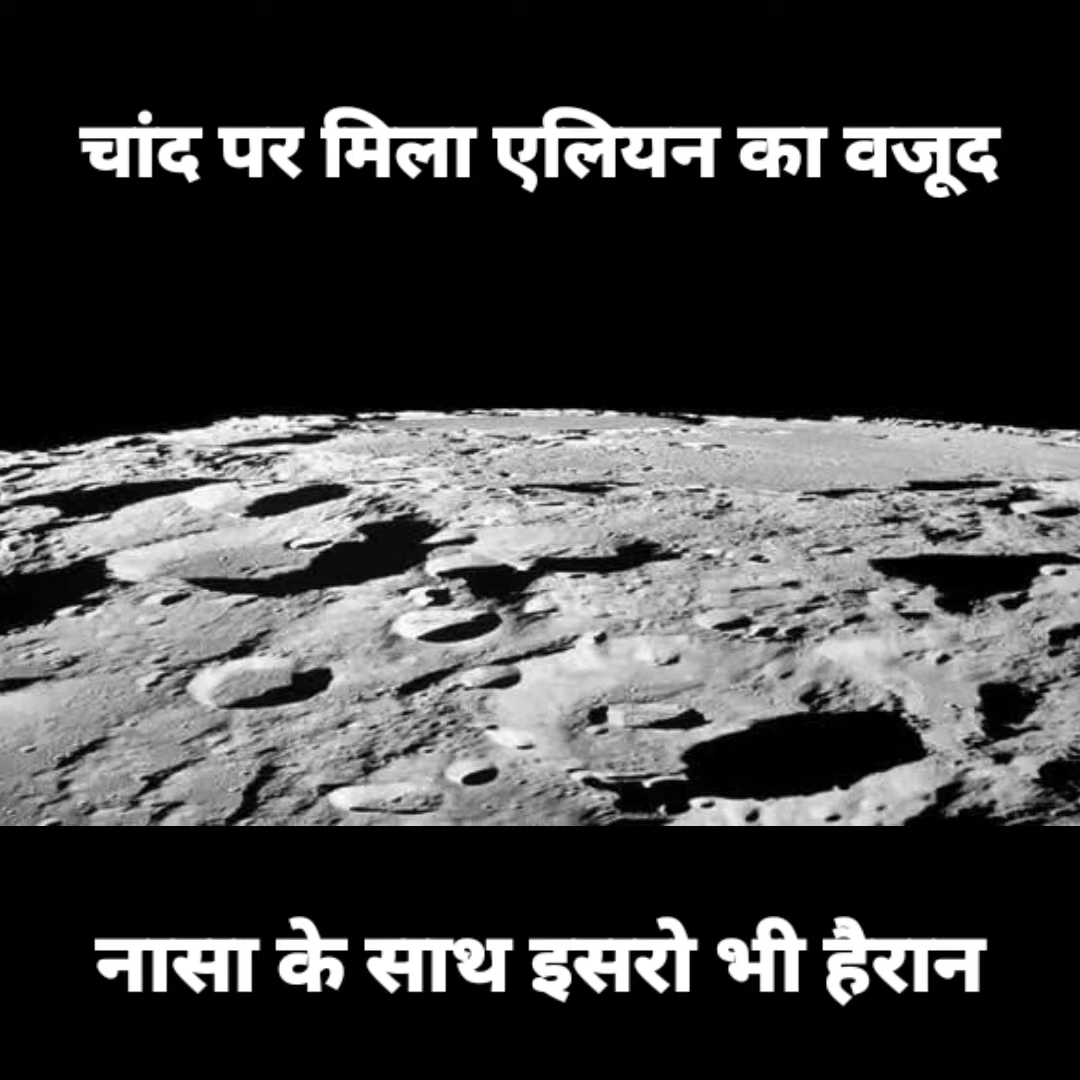 चांद पर मिला एलियन का वजूद
नासा के साथ इसरो भी हैरान